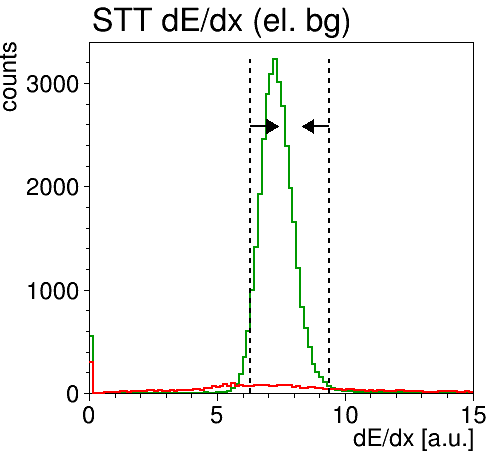 STT dE/dx (el. bg)
counts
3000
2000
1000
0
0 5 10 15
dE/dx [a.u.]